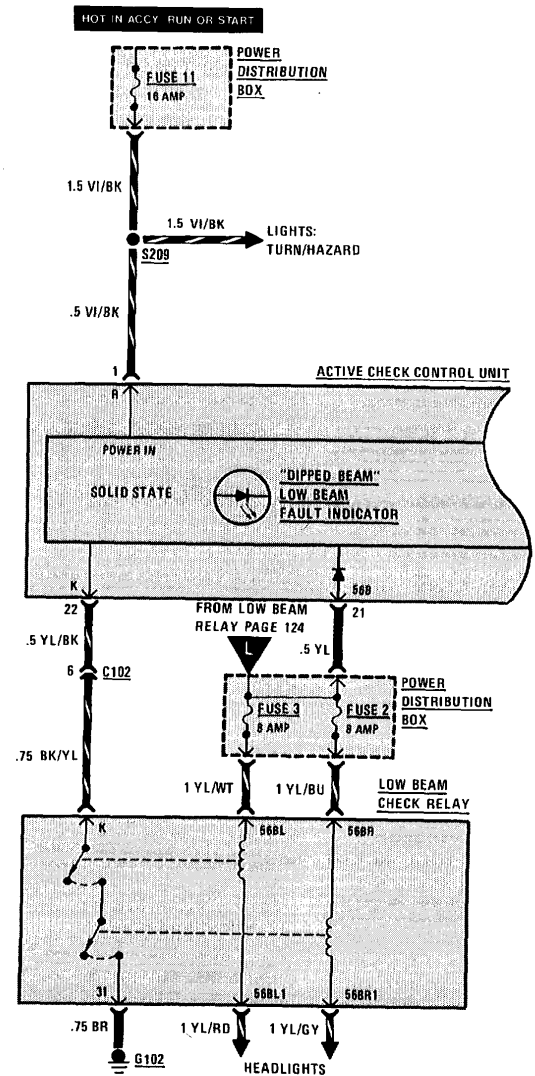 HOT IN ACCY RUN OR START
POWER
DISTRIBUTION
BOX
FUSE 11
16 AMP
1.5 VI/BK
1.5 VI/BK
LIGHTS:
TURN/HAZARD
S209
.5 VI/BK
1
ACTIVE CHECK CONTROL UNIT
R
POWER IN
SOLID STATE
"DIPPED BEAM"
LOW BEAM
FAULT INDICATOR
K
56B
22
FROM LOW BEAM
RELAY PAGE 124
21
.5 YL/BK
L
.5 YL
6
C102
POWER
DISTRIBUTION
BOX
FUSE 3
8 AMP
FUSE 2
8 AMP
.75 BK/YL
1 YL/WT
1 YL/BU
LOW BEAM
CHECK RELAY
K
56BL
56BR
31
56BL1
56BR1
.75 BR
1 YL/RD
1 YL/GY
G102
HEADLIGHTS